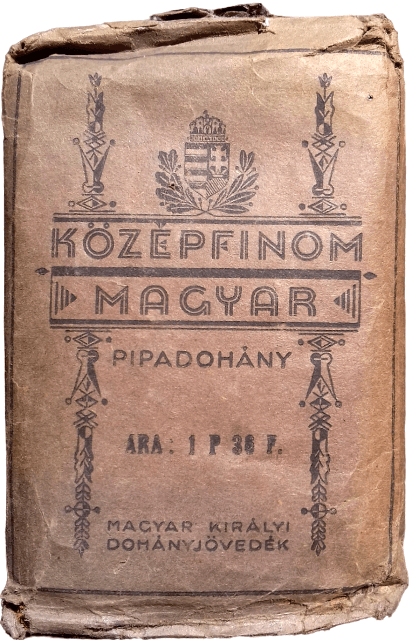 KÖZÉPFINOM
MAGYAR
PIPADOHÁNY
ÁRA: 1 P 36 F.
MAGYAR KIRÁLYI
DOHÁNYJÖVEDÉK